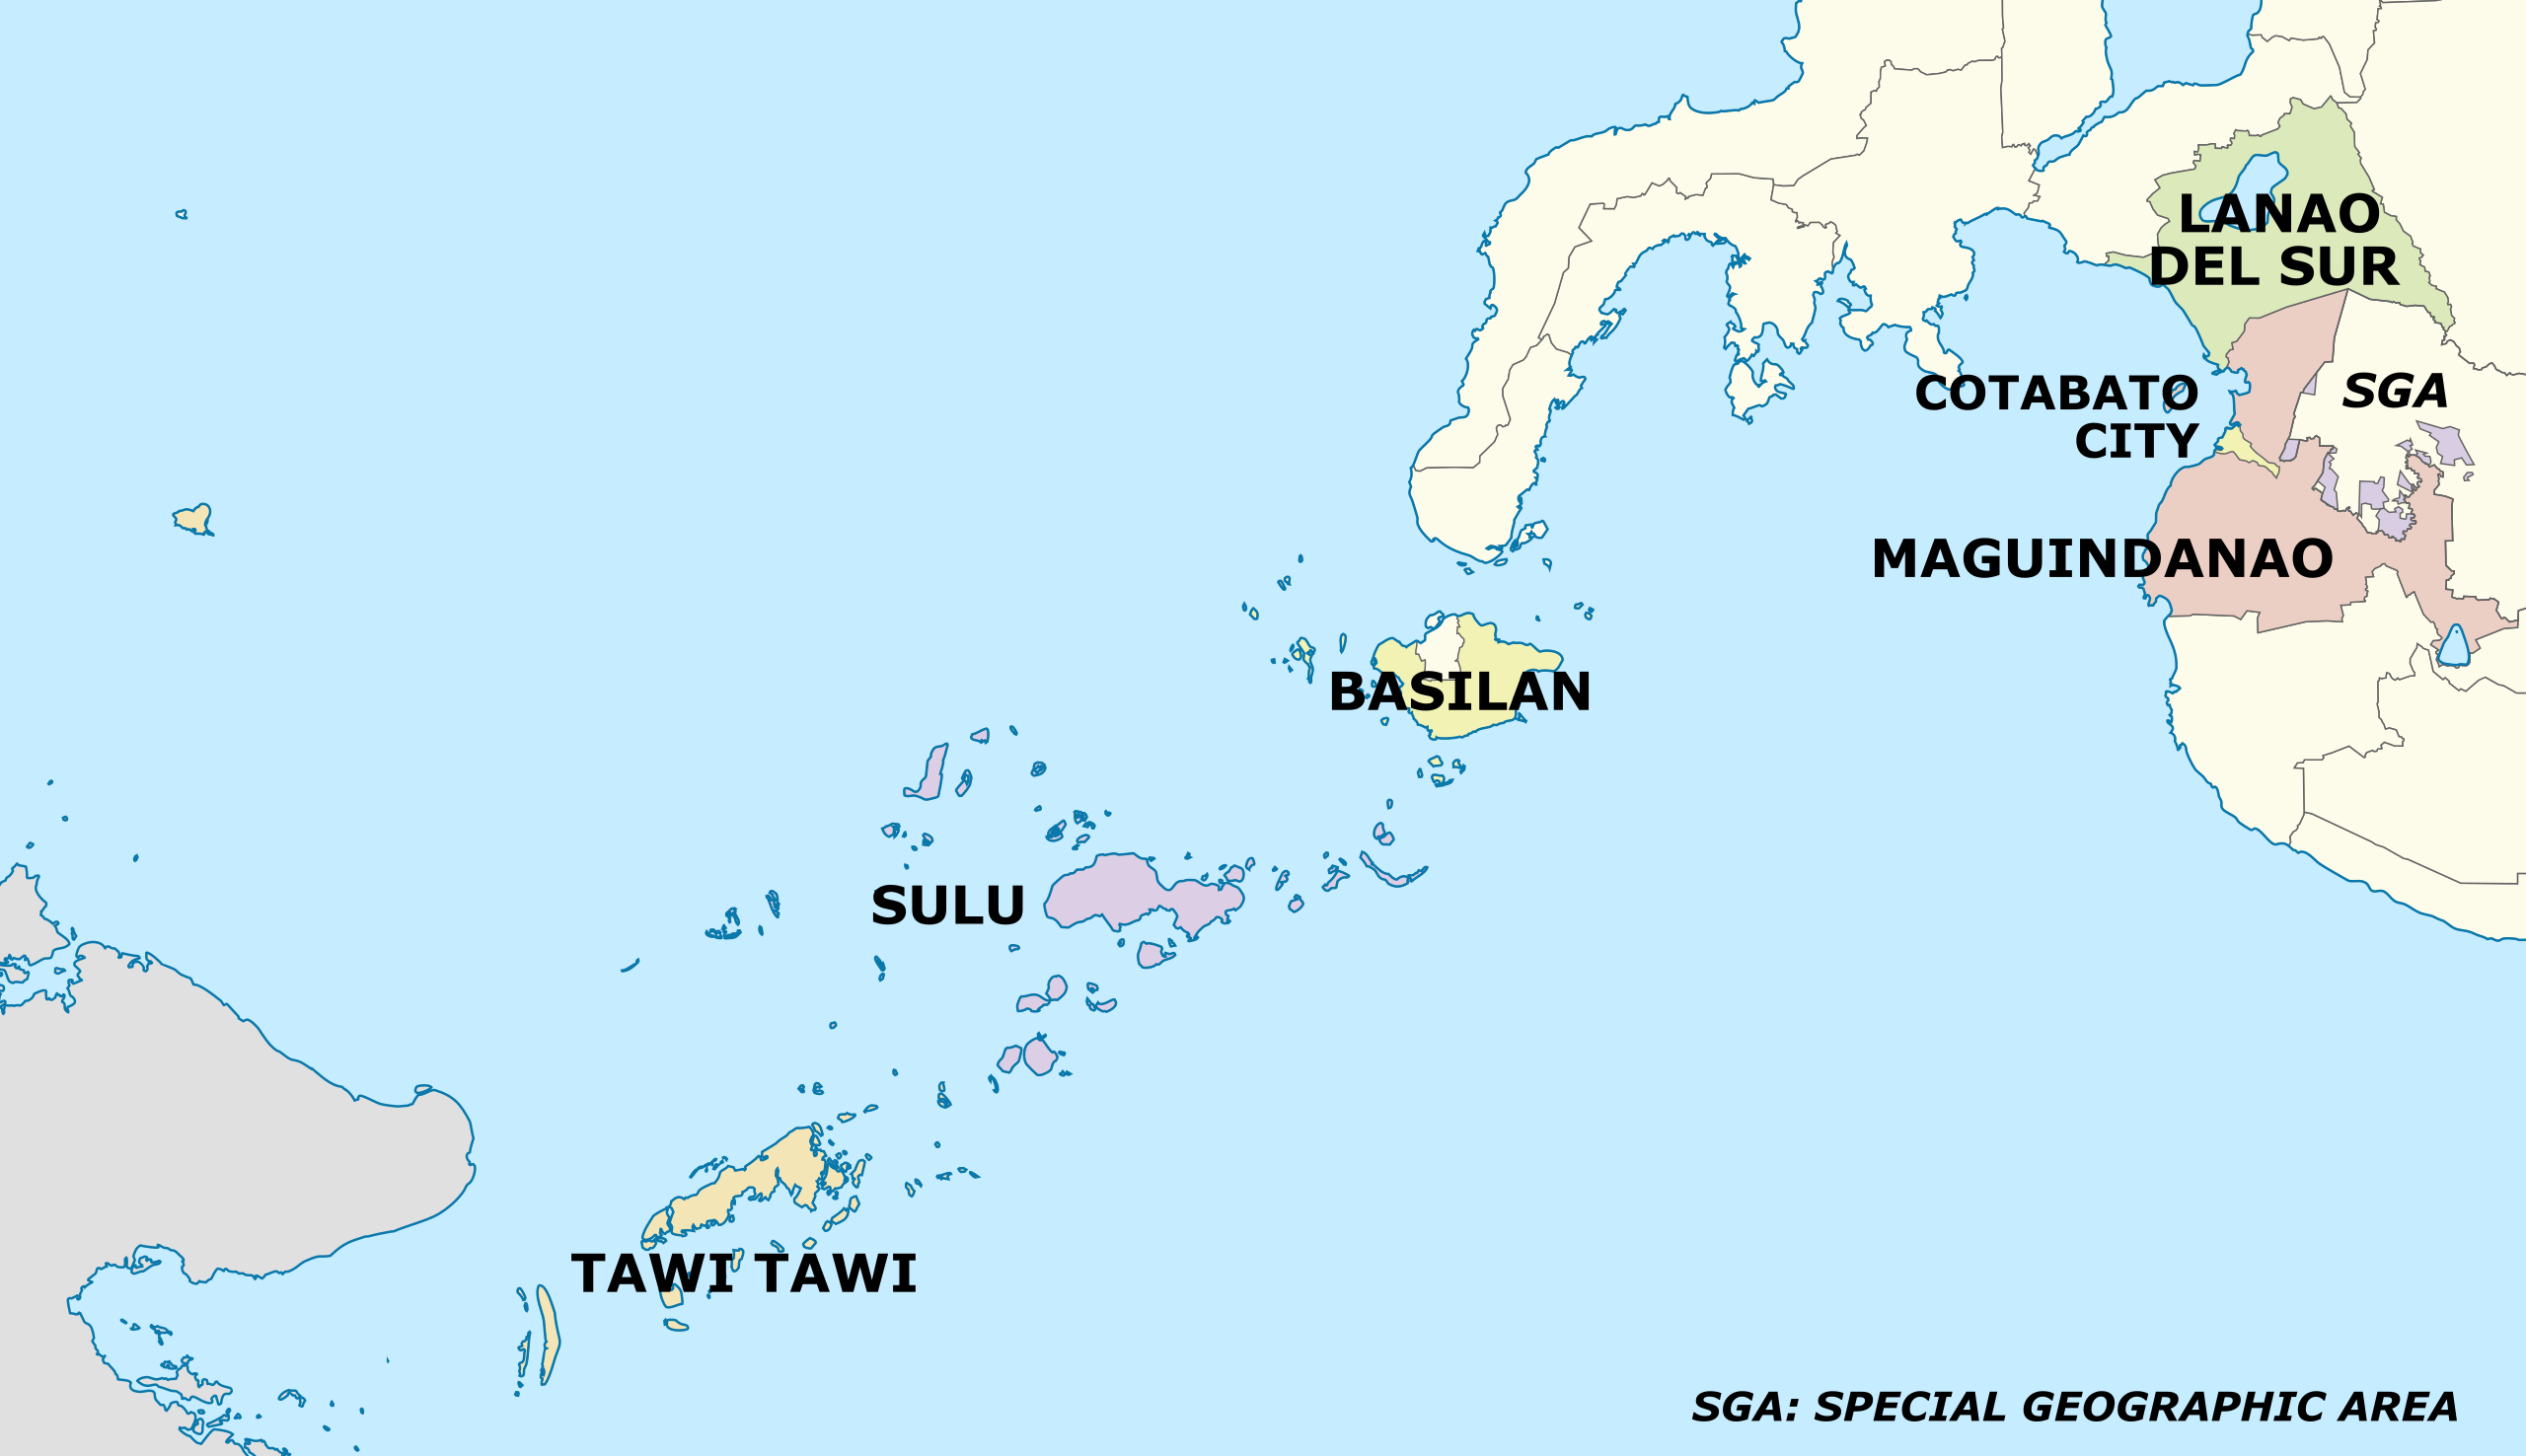 LANAO
DEL SUR
COTABATO
CITY
SGA
MAGUINDANAO
BASILAN
SULU
TAWI TAWI
SGA: SPECIAL GEOGRAPHIC AREA